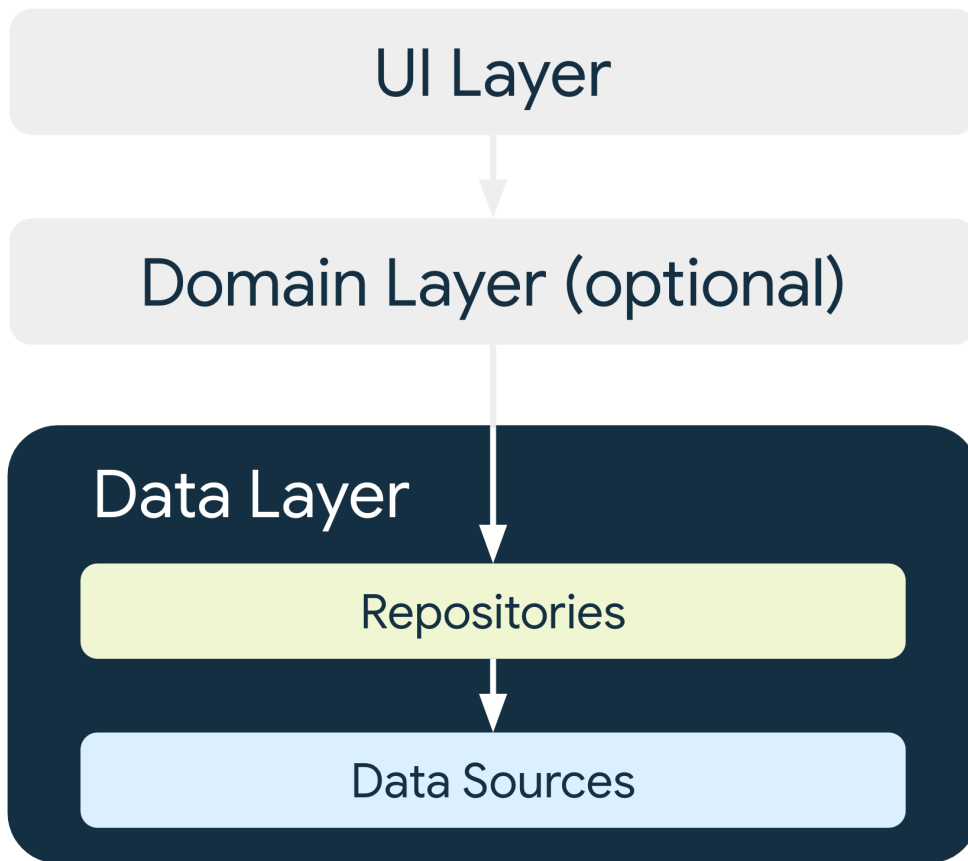 UI Layer
Domain Layer (optional)
Data Layer
Repositories
Data Sources